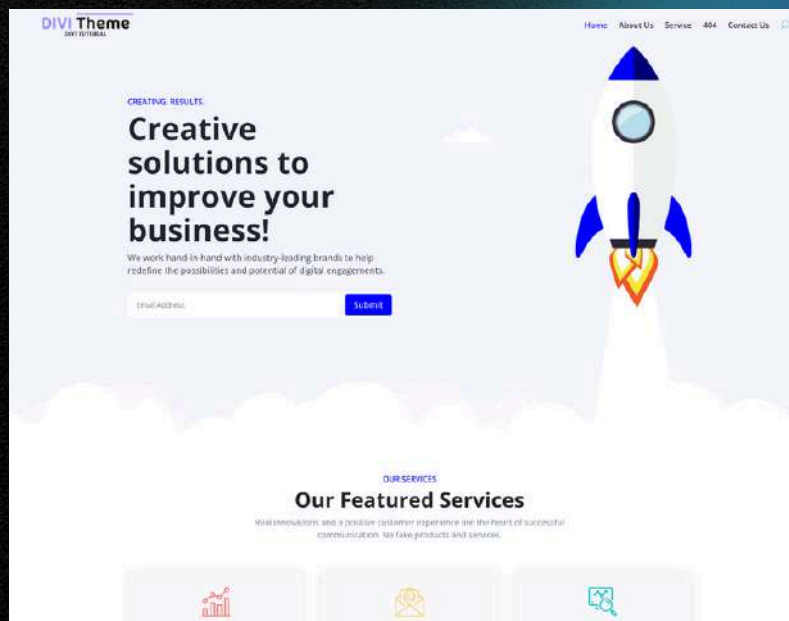 DIVI Theme
DIVI TUTORIAL
Home About Us Service 404 Contact Us
CREATING. RESULTS.
Creative
solutions to
improve your
business!
We work hand-in-hand with industry-leading brands to help
redefine the possibilities and potential of digital engagements.
Email Address
Submit
OUR SERVICES
Our Featured Services
Real innovations and a positive customer experience are the heart of successful
communication. No fake products and services.